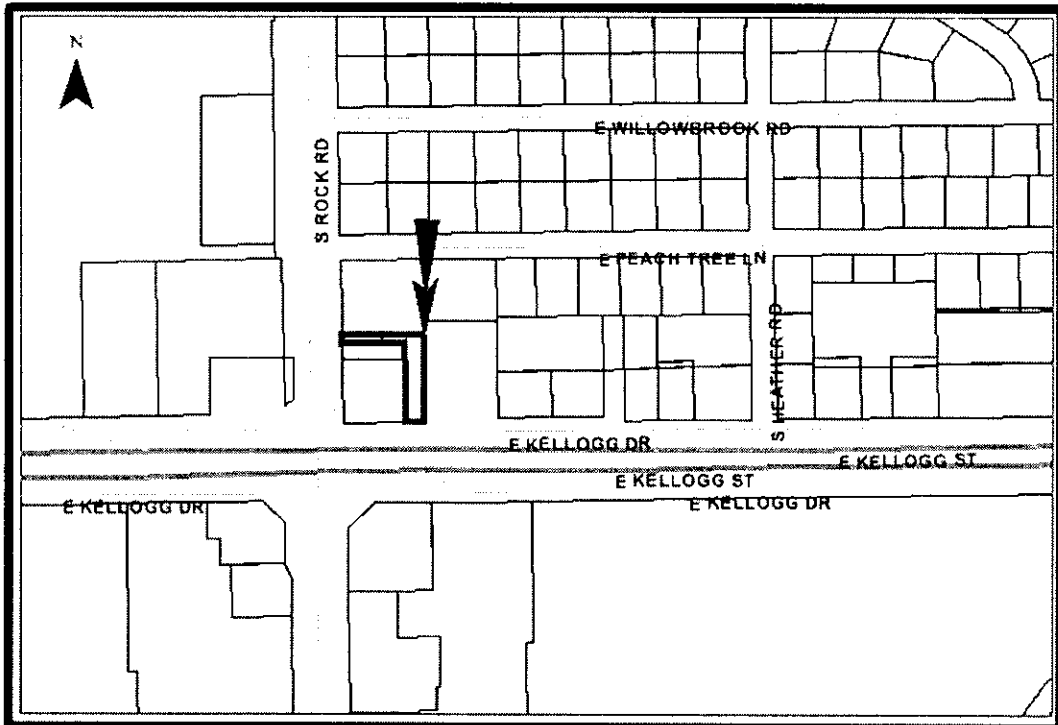 N
E WILLOWBROOK RD
S ROCK RD
E PEACH TREE LN
S HEATHER RD
E KELLOGG DR
E KELLOGG ST
E KELLOGG ST
E KELLOGG DR
E KELLOGG DR